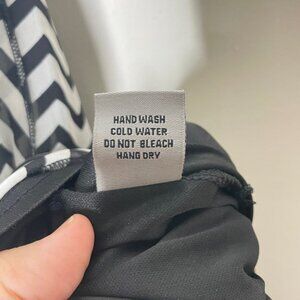 HAND WASH
COLD WATER
DO NOT BLEACH
HANG DRY